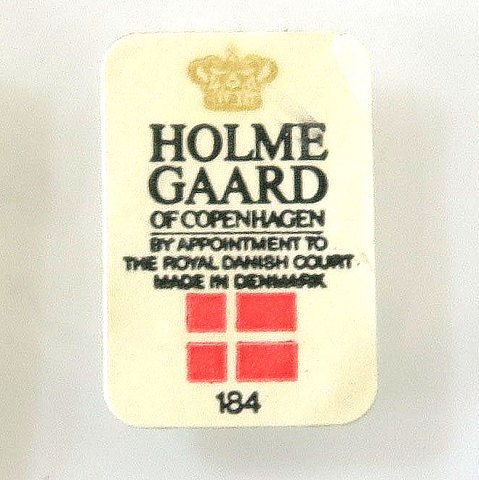 HOLME
GAARD
OF COPENHAGEN
BY APPOINTMENT TO
THE ROYAL DANISH COURT
MADE IN DENMARK
184